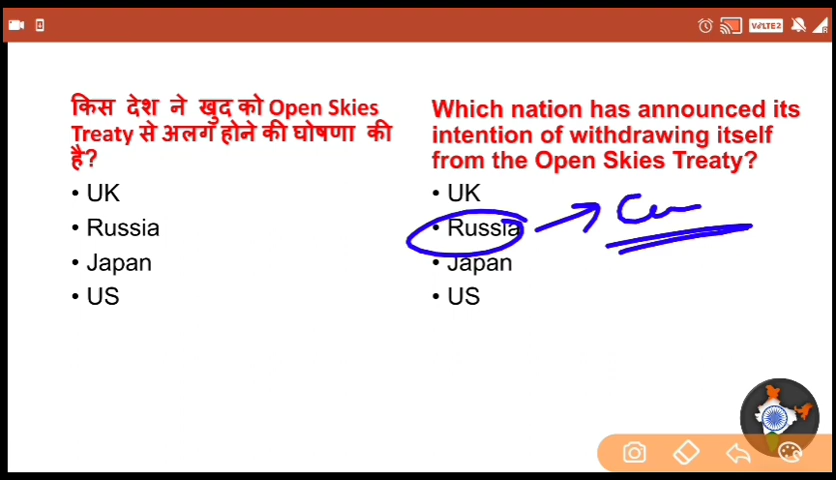 VoLTE2
किस देश ने खुद को Open Skies
Treaty से अलग होने की घोषणा की
है?
• UK
• Russia
• Japan
• US
Which nation has announced its
intention of withdrawing itself
from the Open Skies Treaty?
• UK
• Russia
• Japan
• US